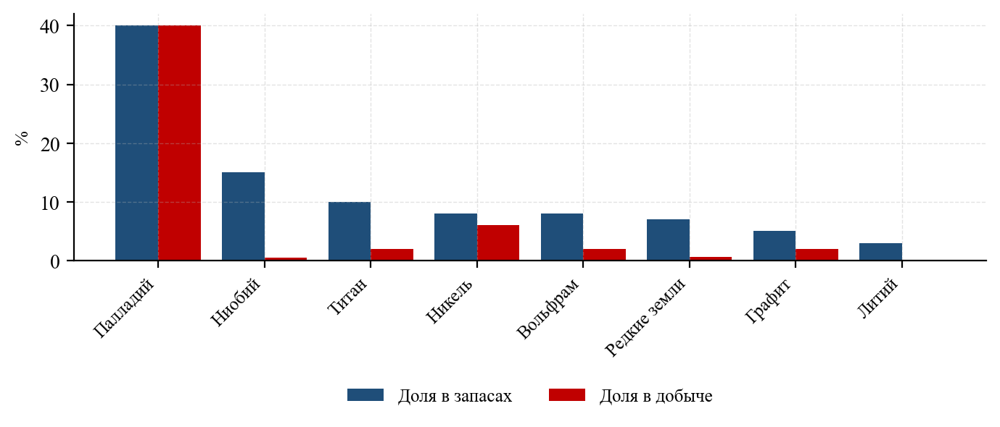 %
40
30
20
10
0
Палладий
Ниобий
Титан
Никель
Вольфрам
Редкие земли
Графит
Литий
Доля в запасах
Доля в добыче